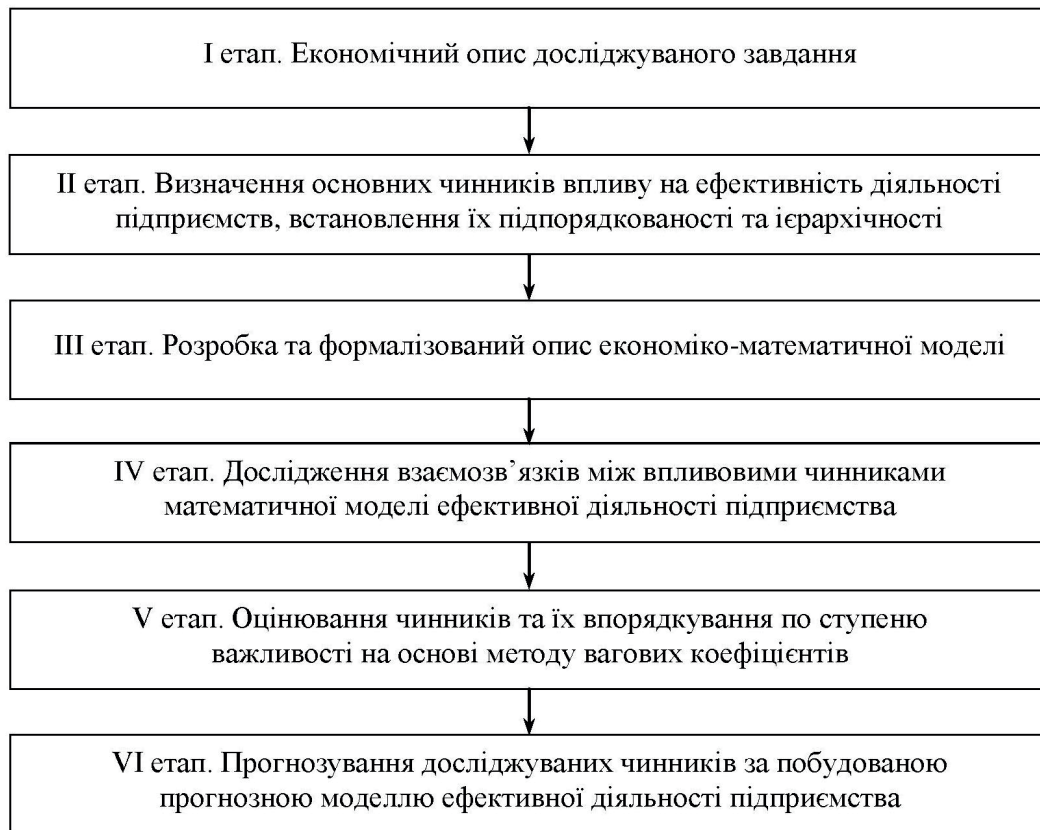 I етап. Економічний опис досліджуваного завдання
II етап. Визначення основних чинників впливу на ефективність діяльності
підприємств, встановлення їх підпорядкованості та ієрархічності
III етап. Розробка та формалізований опис економіко-математичної моделі
IV етап. Дослідження взаємозв’язків між впливовими чинниками
математичної моделі ефективної діяльності підприємства
V етап. Оцінювання чинників та їх впорядкування по ступеню
важливості на основі методу вагових коефіцієнтів
VI етап. Прогнозування досліджуваних чинників за побудованою
прогнозною моделлю ефективної діяльності підприємства